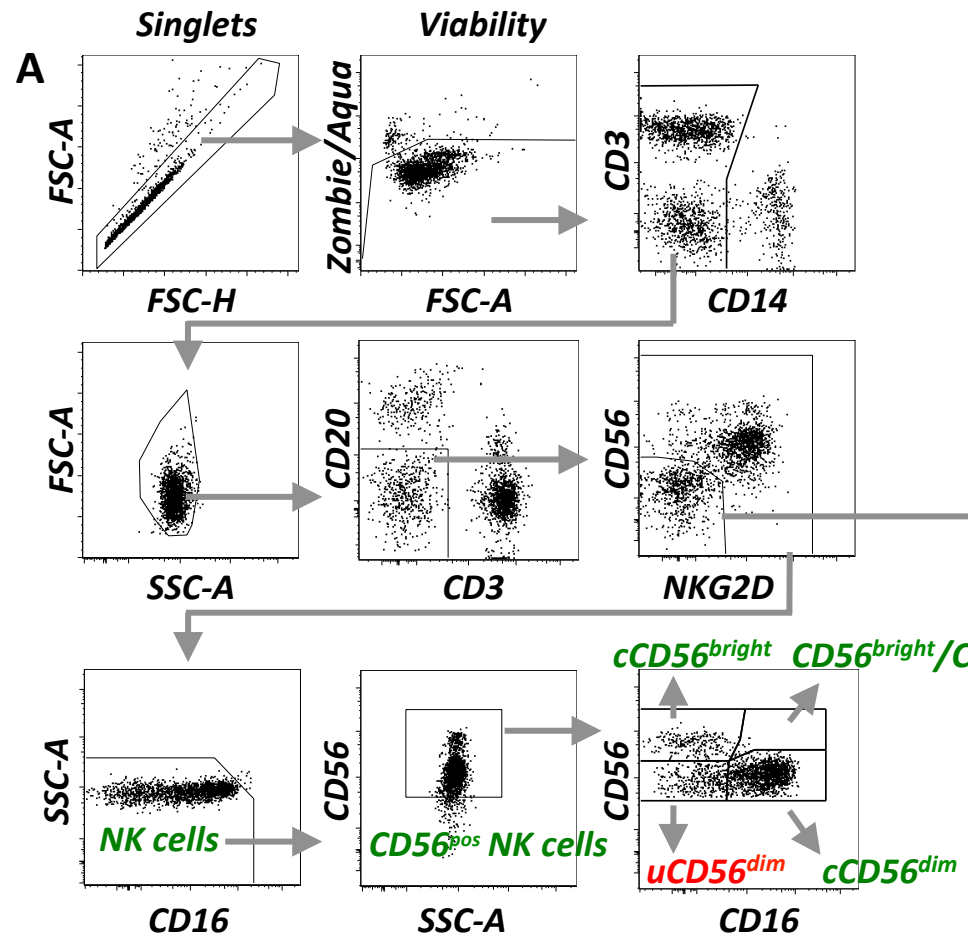 Singlets Viability
A
FSC-A
FSC-H
Zombie/Aqua
FSC-A
CD3
CD14
FSC-A
SSC-A
CD20
CD3
CD56
NKG2D
cCD56bright CD56bright/C
SSC-A
NK cells
CD16
CD56
CD56pos NK cells
SSC-A
CD56
uCD56dim cCD56dim
CD16